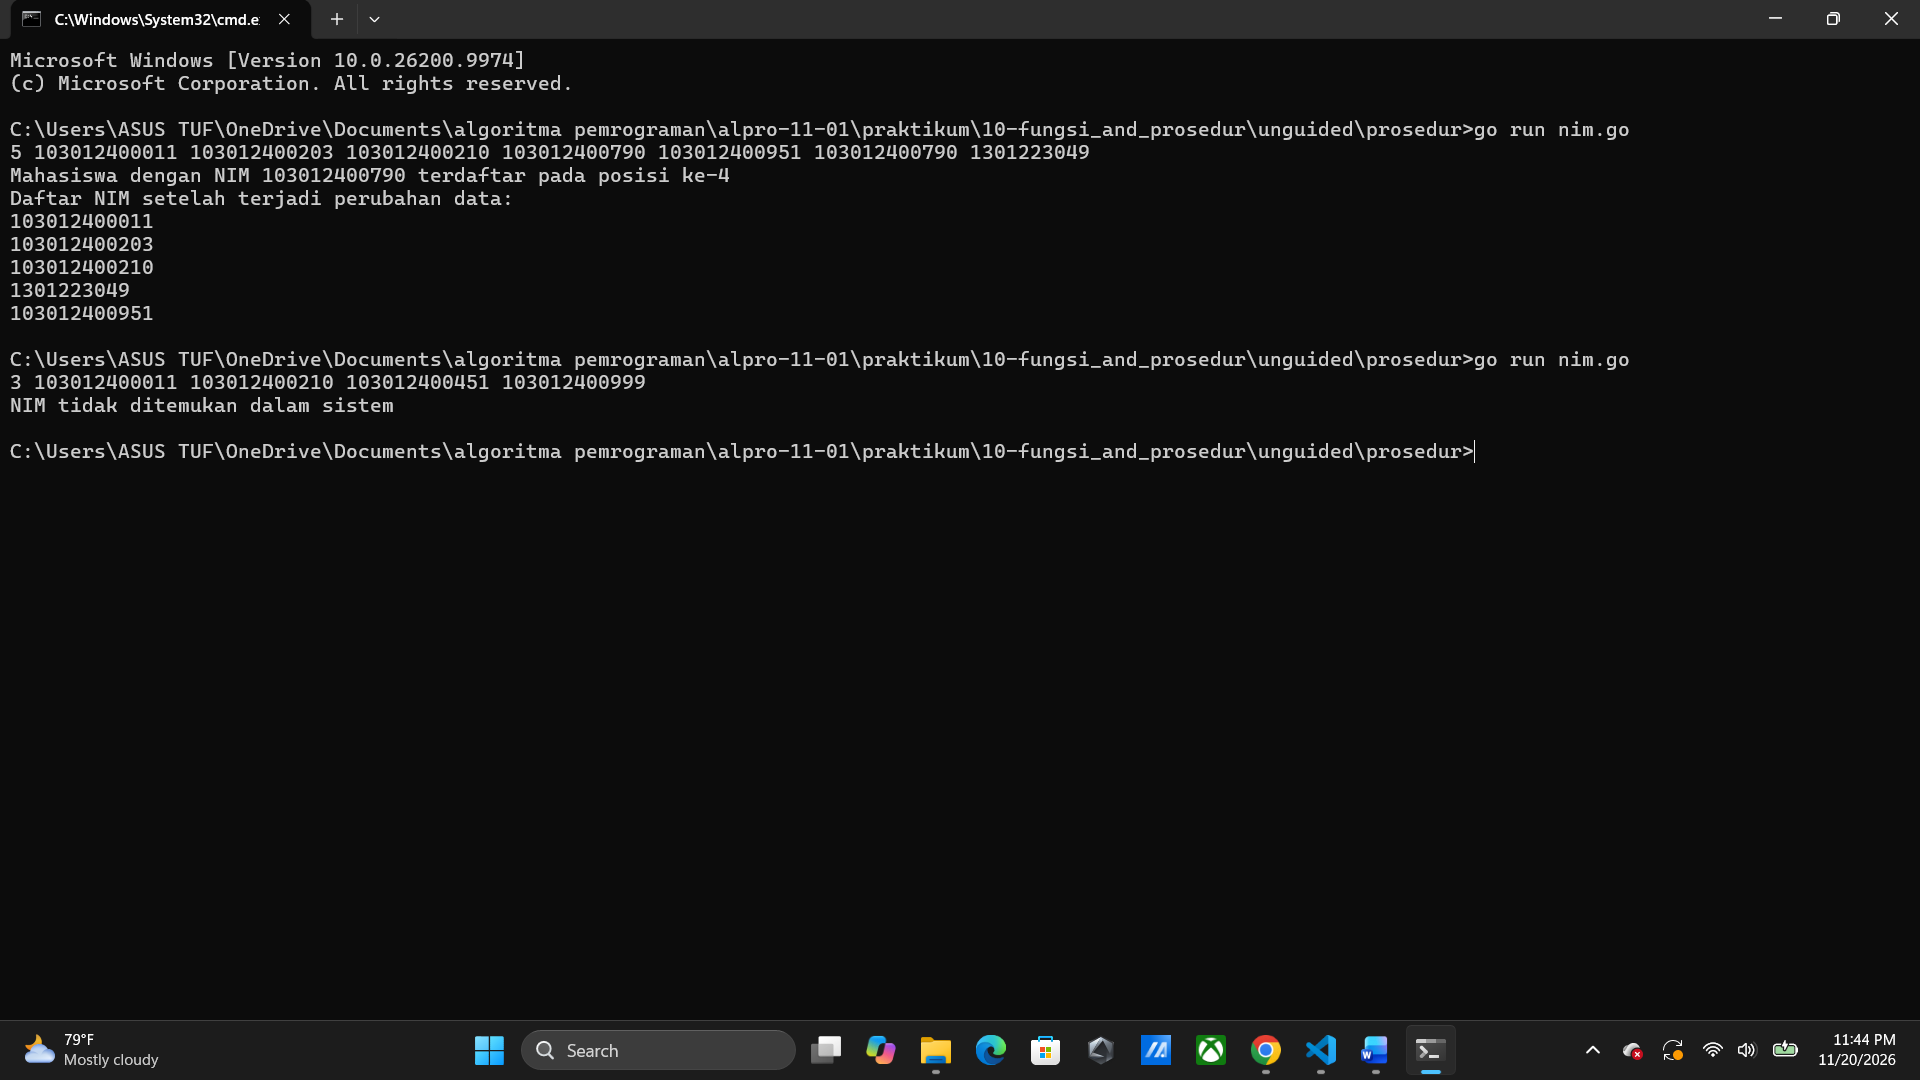 C:\Windows\System32\cmd.e
Microsoft Windows [Version 10.0.26200.9974]
(c) Microsoft Corporation. All rights reserved.
C:\Users\ASUS TUF\OneDrive\Documents\algoritma pemrograman\alpro-11-01\praktikum\10-fungsi_and_prosedur\unguided\prosedur>go run nim.go
5 103012400011 103012400203 103012400210 103012400790 103012400951 103012400790 1301223049
Mahasiswa dengan NIM 103012400790 terdaftar pada posisi ke-4
Daftar NIM setelah terjadi perubahan data:
103012400011
103012400203
103012400210
1301223049
103012400951
C:\Users\ASUS TUF\OneDrive\Documents\algoritma pemrograman\alpro-11-01\praktikum\10-fungsi_and_prosedur\unguided\prosedur>go run nim.go
3 103012400011 103012400210 103012400451 103012400999
NIM tidak ditemukan dalam sistem
C:\Users\ASUS TUF\OneDrive\Documents\algoritma pemrograman\alpro-11-01\praktikum\10-fungsi_and_prosedur\unguided\prosedur>
79°F
Mostly cloudy
Search
11:44 PM
11/20/2026